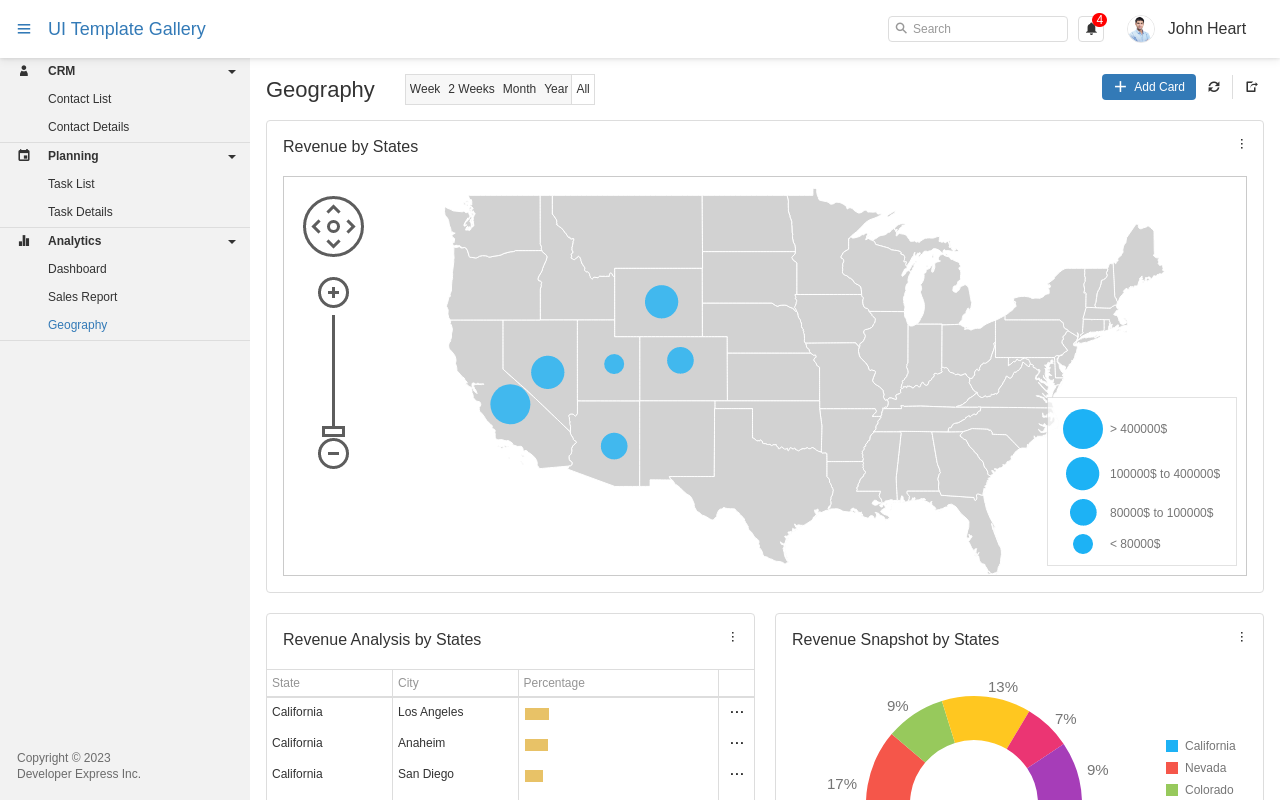 UI Template Gallery
Search
4
John Heart
CRM
Contact List
Contact Details
Planning
Task List
Task Details
Analytics
Dashboard
Sales Report
Geography
Copyright © 2023
Developer Express Inc.
Geography
Week 2 Weeks Month Year All
Add Card
Revenue by States
> 400000$
100000$ to 400000$
80000$ to 100000$
< 80000$
Revenue Analysis by States
State City Percentage
California Los Angeles
California Anaheim
California San Diego
Revenue Snapshot by States
13%
9%
7%
9%
17%
California
Nevada
Colorado